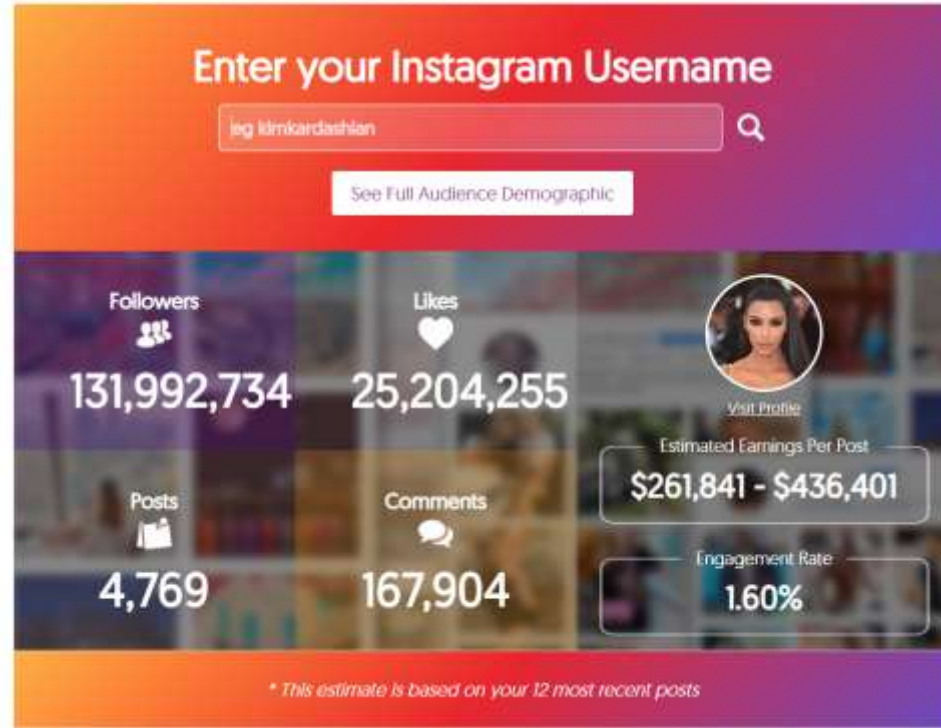 Enter your Instagram Username
eg kimkardashian
See Full Audience Demographic
Followers
131,992,734
Likes
25,204,255
Visit Profile
Estimated Earnings Per Post
$261,841 - $436,401
Posts
4,769
Comments
167,904
Engagement Rate
1.60%
* This estimate is based on your 12 most recent posts